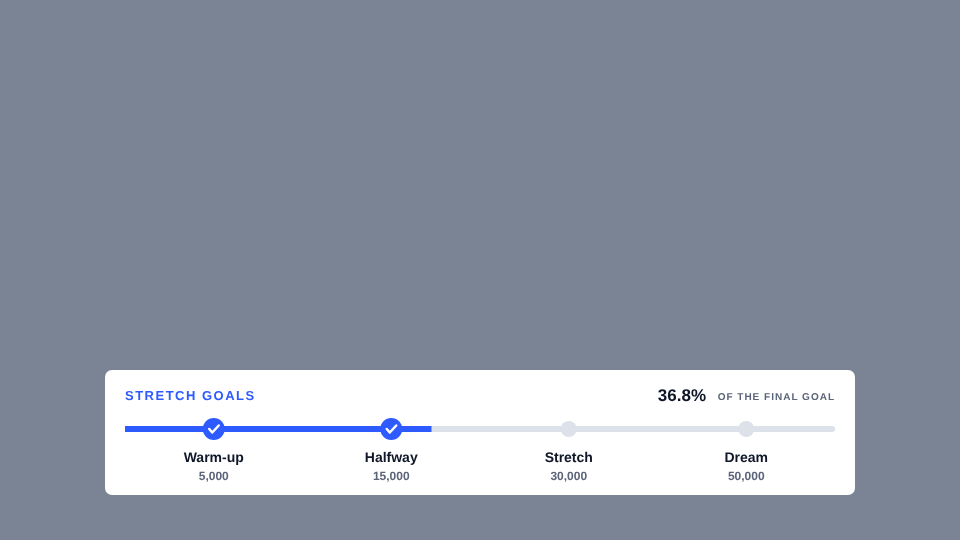 STRETCH GOALS
36.8% OF THE FINAL GOAL
Warm-up Halfway Stretch Dream
5,000 15,000 30,000 50,000